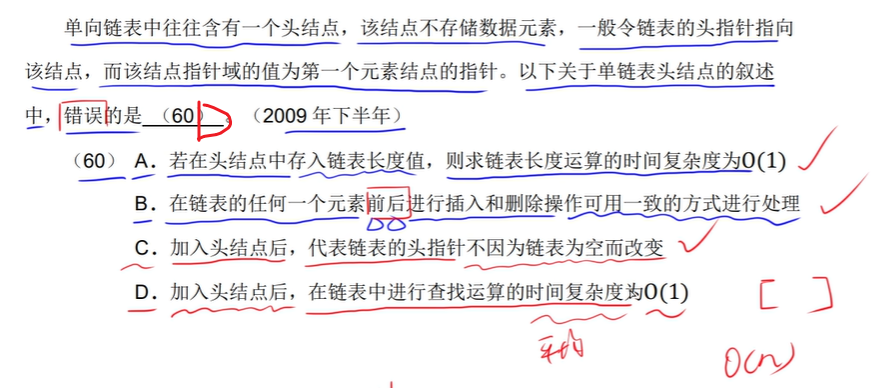 单向链表中往往含有一个头结点，该结点不存储数据元素，一般令链表的头指针指向
该结点，而该结点指针域的值为第一个元素结点的指针。以下关于单链表头结点的叙述
中，错误的是 （60） 。（2009 年下半年） D
（60） A．若在头结点中存入链表长度值，则求链表长度运算的时间复杂度为O(1)
B．在链表的任何一个元素前后进行插入和删除操作可用一致的方式进行处理
C．加入头结点后，代表链表的头指针不因为链表为空而改变
D．加入头结点后，在链表中进行查找运算的时间复杂度为O(1)
[ ]
平均
O(n)